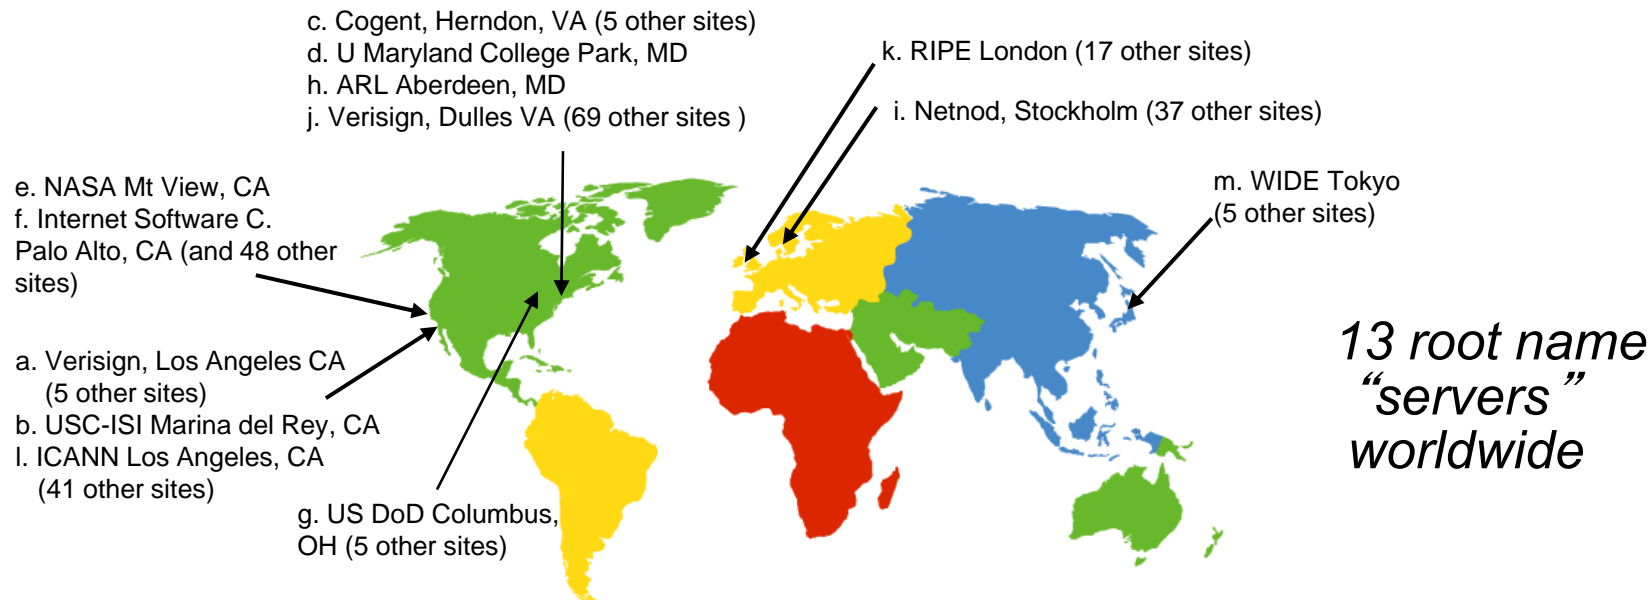 c. Cogent, Herndon, VA (5 other sites)
d. U Maryland College Park, MD
h. ARL Aberdeen, MD
j. Verisign, Dulles VA (69 other sites )
k. RIPE London (17 other sites)
i. Netnod, Stockholm (37 other sites)
m. WIDE Tokyo
(5 other sites)
e. NASA Mt View, CA
f. Internet Software C.
Palo Alto, CA (and 48 other
sites)
a. Verisign, Los Angeles CA
(5 other sites)
b. USC-ISI Marina del Rey, CA
l. ICANN Los Angeles, CA
(41 other sites)
g. US DoD Columbus,
OH (5 other sites)
13 root name
“servers”
worldwide